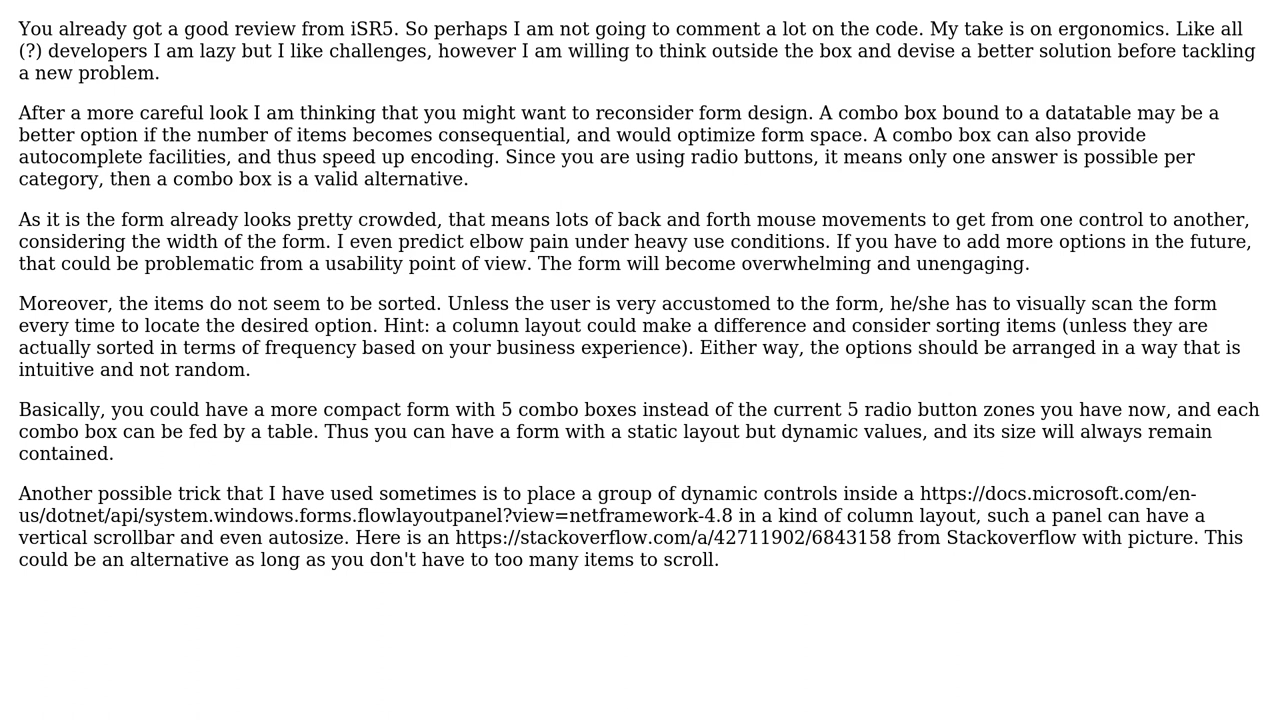 You already got a good review from iSR5. So perhaps I am not going to comment a lot on the code. My take is on ergonomics. Like all
(?) developers I am lazy but I like challenges, however I am willing to think outside the box and devise a better solution before tackling
a new problem.
After a more careful look I am thinking that you might want to reconsider form design. A combo box bound to a datatable may be a
better option if the number of items becomes consequential, and would optimize form space. A combo box can also provide
autocomplete facilities, and thus speed up encoding. Since you are using radio buttons, it means only one answer is possible per
category, then a combo box is a valid alternative.
As it is the form already looks pretty crowded, that means lots of back and forth mouse movements to get from one control to another,
considering the width of the form. I even predict elbow pain under heavy use conditions. If you have to add more options in the future,
that could be problematic from a usability point of view. The form will become overwhelming and unengaging.
Moreover, the items do not seem to be sorted. Unless the user is very accustomed to the form, he/she has to visually scan the form
every time to locate the desired option. Hint: a column layout could make a difference and consider sorting items (unless they are
actually sorted in terms of frequency based on your business experience). Either way, the options should be arranged in a way that is
intuitive and not random.
Basically, you could have a more compact form with 5 combo boxes instead of the current 5 radio button zones you have now, and each
combo box can be fed by a table. Thus you can have a form with a static layout but dynamic values, and its size will always remain
contained.
Another possible trick that I have used sometimes is to place a group of dynamic controls inside a https://docs.microsoft.com/en-
us/dotnet/api/system.windows.forms.flowlayoutpanel?view=netframework-4.8 in a kind of column layout, such a panel can have a
vertical scrollbar and even autosize. Here is an https://stackoverflow.com/a/42711902/6843158 from Stackoverflow with picture. This
could be an alternative as long as you don't have to too many items to scroll.